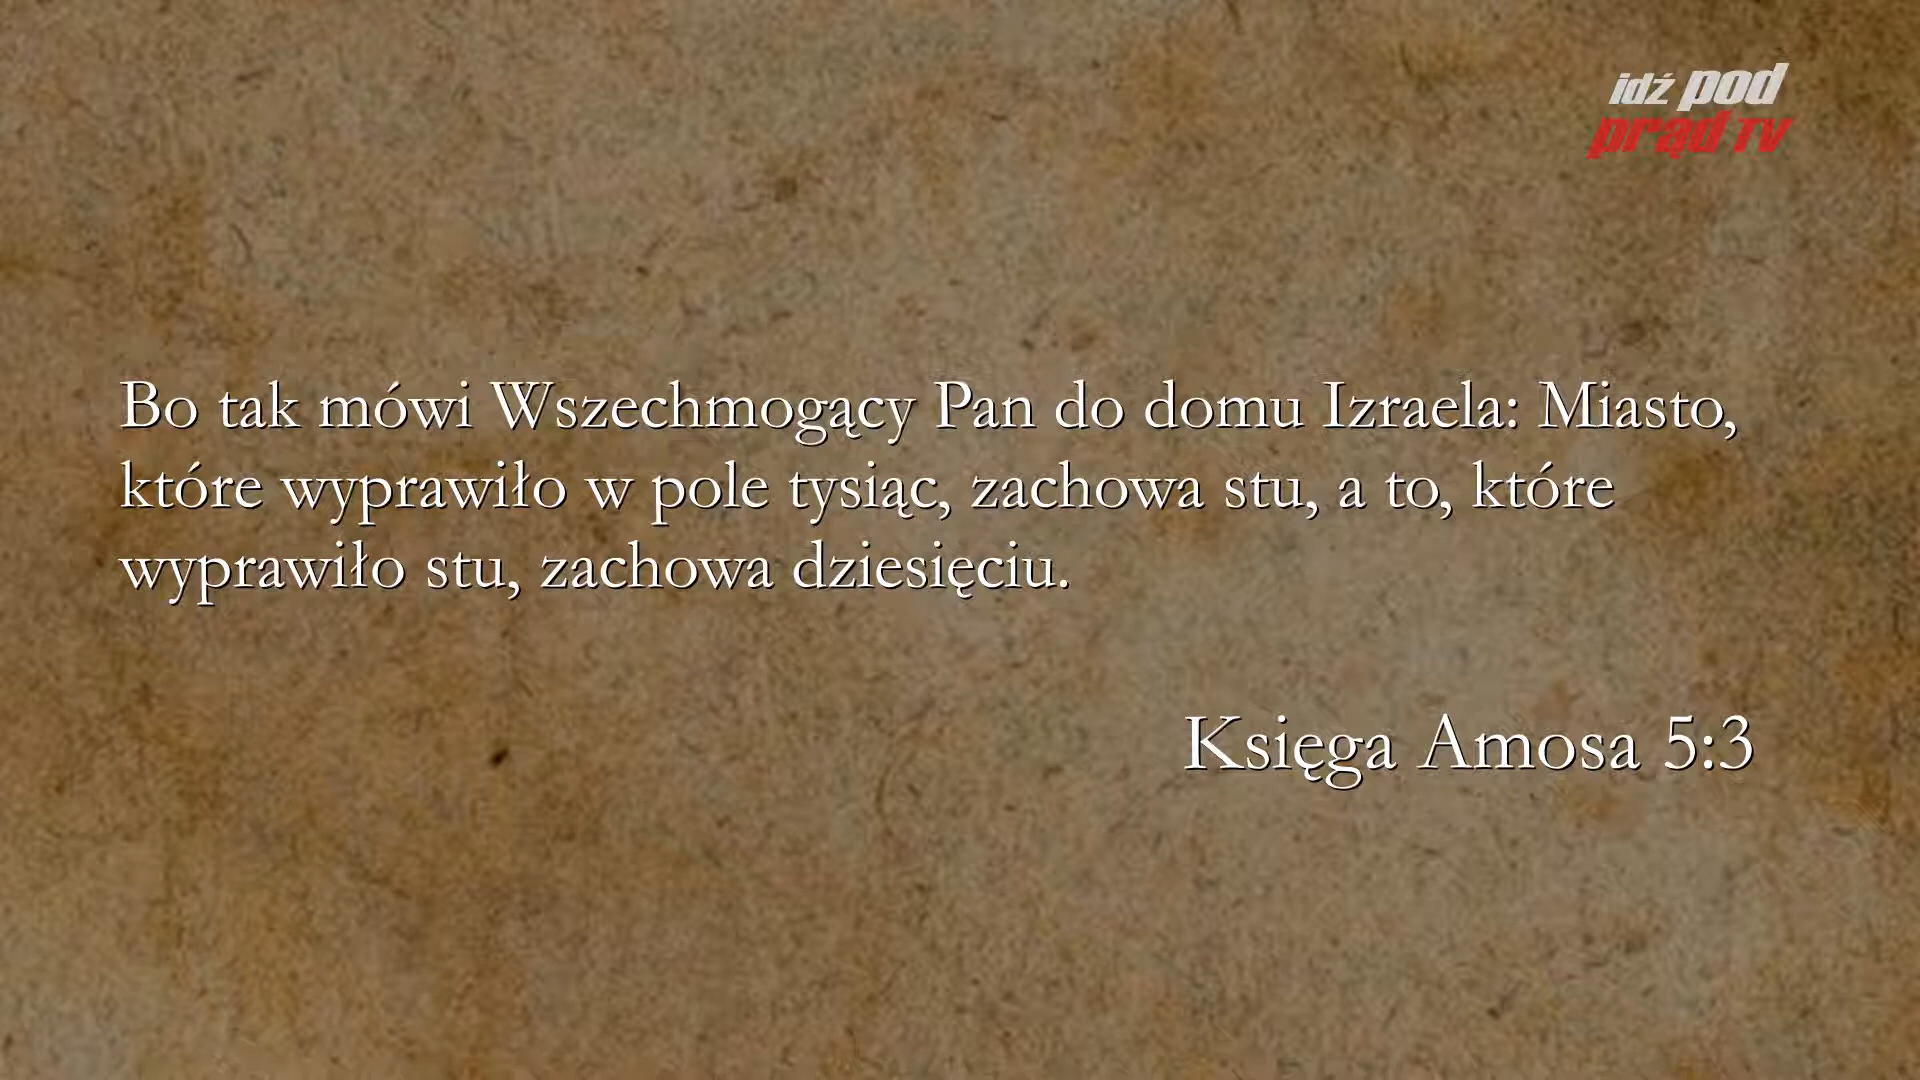 idź pod
prąd TV
Bo tak mówi Wszechmogący Pan do domu Izraela: Miasto,
które wyprawiło w pole tysiąc, zachowa stu, a to, które
wyprawiło stu, zachowa dziesięciu.
Księga Amosa 5:3